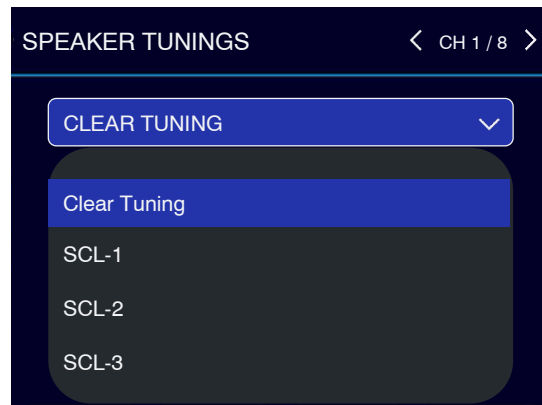 SPEAKER TUNINGS < CH 1 / 8 >
CLEAR TUNING
Clear Tuning
SCL-1
SCL-2
SCL-3